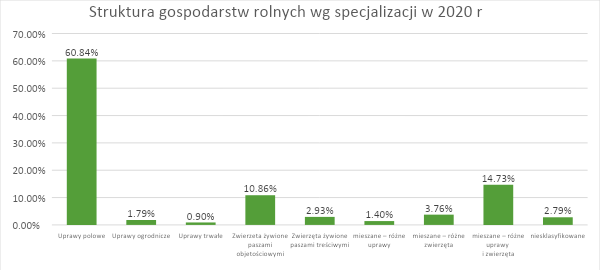 Struktura gospodarstw rolnych wg specjalizacji w 2020 r
70.00%
60.00%
50.00%
40.00%
30.00%
20.00%
10.00%
0.00%
60.84%
1.79%
0.90%
10.86%
2.93%
1.40%
3.76%
14.73%
2.79%
Uprawy polowe
Uprawy ogrodnicze
Uprawy trwałe
Zwierzeta żywione
paszami
objetościowymi
Zwierzęta żywione
paszami treściwymi
mieszane – różne
uprawy
mieszane – różne
zwierzęta
mieszane – różne
uprawy
i zwierzęta
niesklasyfikowane